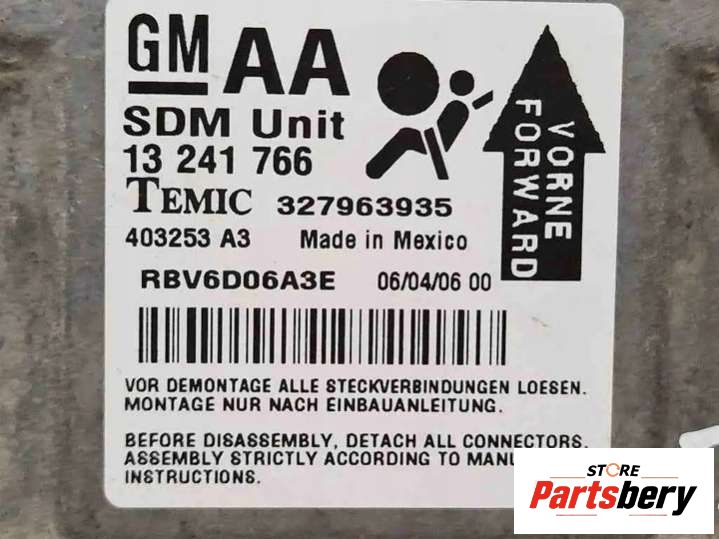 GM AA
SDM Unit
13 241 766
TEMIC 327963935
403253 A3 Made in Mexico
RBV6D06A3E 06/04/06 00
VORNE
FORWARD
VOR DEMONTAGE ALLE STECKVERBINDUNGEN LOESEN.
MONTAGE NUR NACH EINBAUANLEITUNG.
BEFORE DISASSEMBLY, DETACH ALL CONNECTORS.
ASSEMBLY STRICTLY ACCORDING TO
INSTRUCTIONS.
STORE
Partsbery